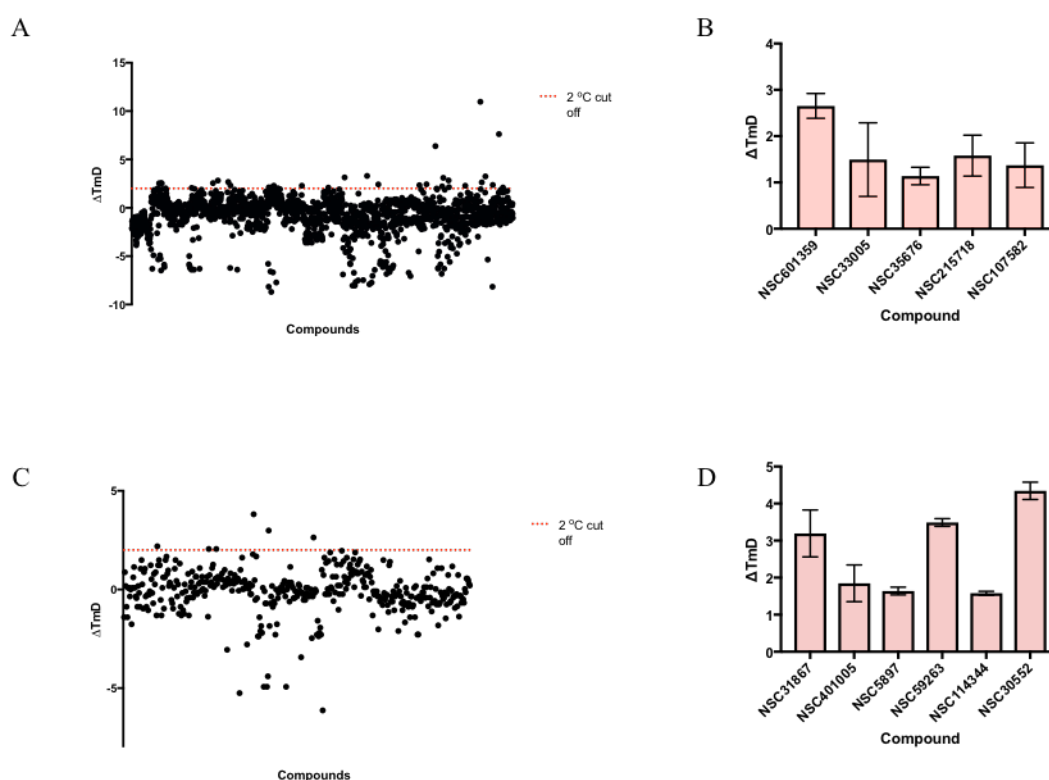 A
15
10
5
0
-5
-10
ΔTmD
Compounds
2 ºC cut
off
B
4
3
2
1
0
ΔTmD
NSC601359
NSC33005
NSC35676
NSC215718
NSC107582
Compound
C
5
0
-5
ΔTmD
Compounds
2 ºC cut
off
D
5
4
3
2
1
0
ΔTmD
NSC31867
NSC401005
NSC5897
NSC59263
NSC114344
NSC30552
Compound